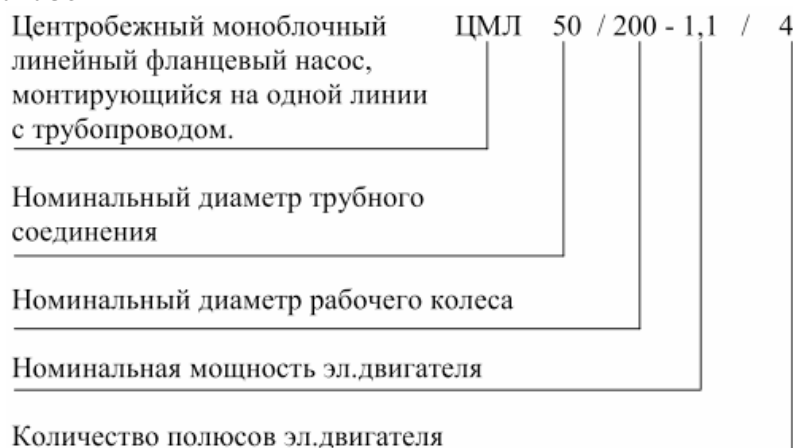 Центробежный моноблочный ЦМЛ 50 / 200 - 1,1 / 4
линейный фланцевый насос,
монтирующийся на одной линии
с трубопроводом.
Номинальный диаметр трубного
соединения
Номинальный диаметр рабочего колеса
Номинальная мощность эл.двигателя
Количество полюсов эл.двигателя